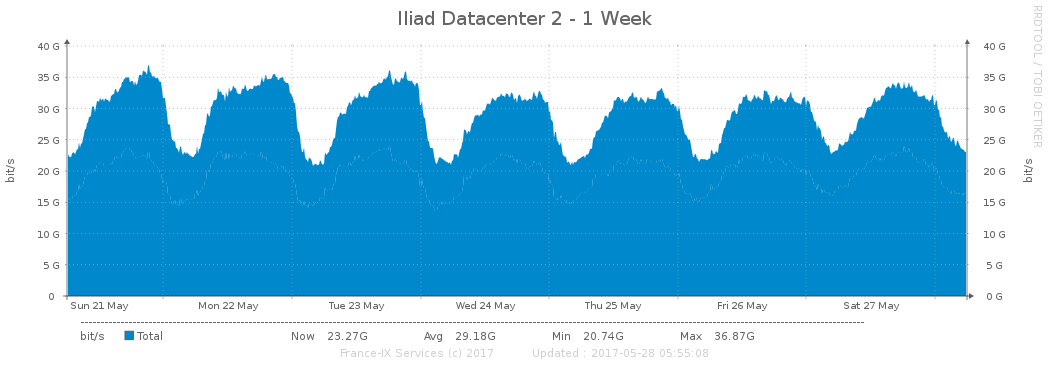 Iliad Datacenter 2 - 1 Week
RRDTOOL / TOBI OETIKER
40 G 40 G
35 G 35 G
30 G 30 G
25 G 25 G
20 G 20 G
15 G 15 G
10 G 10 G
5 G 5 G
0 0 G
bit/s bit/s
Sun 21 May Mon 22 May Tue 23 May Wed 24 May Thu 25 May Fri 26 May Sat 27 May
bit/s Total Now 23.27G Avg 29.18G Min 20.74G Max 36.87G
France-IX Services (c) 2017 Updated : 2017-05-28 05:55:08